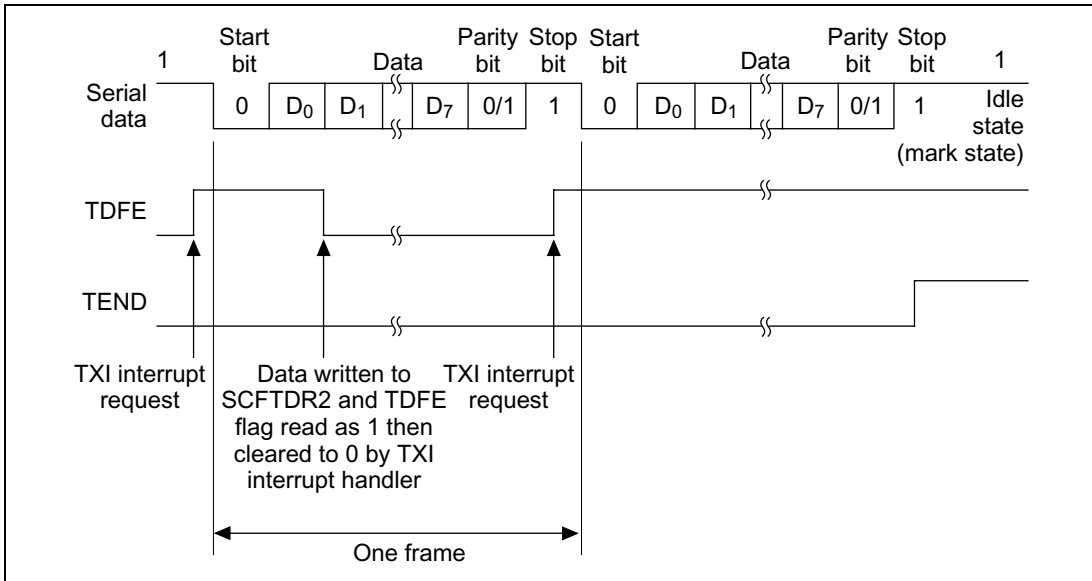 Start Parity Stop Start Parity Stop
1 bit Data bit bit bit Data bit bit 1
Serial data 0 D0 D1 D7 0/1 1 0 D0 D1 D7 0/1 1 Idle state (mark state)
TDFE
TEND
TXI interrupt
request
Data written to
SCFTDR2 and TDFE
flag read as 1 then
cleared to 0 by TXI
interrupt handler
TXI interrupt
request
One frame